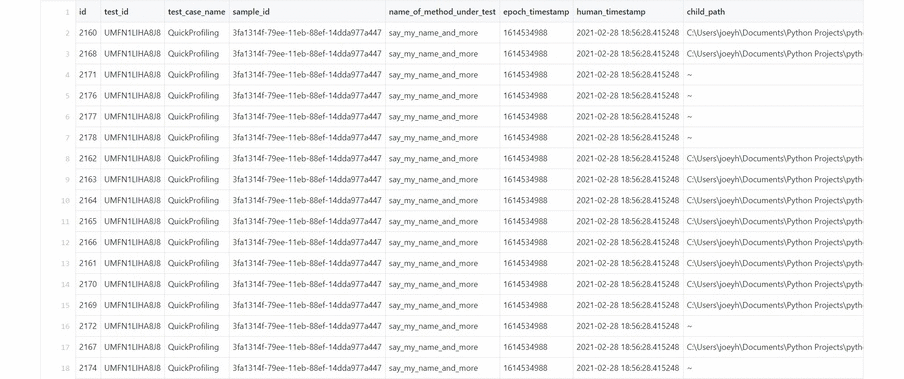 1 id test_id test_case_name sample_id name_of_method_under_test epoch_timestamp human_timestamp child_path
2 2160 UMFN1LIHA8J8 QuickProfiling 3fa1314f-79ee-11eb-88ef-14dda977a447 say_my_name_and_more 1614534988 2021-02-28 18:56:28.415248 C:\Users\joeyh\Documents\Python Projects\pyth
3 2168 UMFN1LIHA8J8 QuickProfiling 3fa1314f-79ee-11eb-88ef-14dda977a447 say_my_name_and_more 1614534988 2021-02-28 18:56:28.415248 C:\Users\joeyh\Documents\Python Projects\pyth
4 2171 UMFN1LIHA8J8 QuickProfiling 3fa1314f-79ee-11eb-88ef-14dda977a447 say_my_name_and_more 1614534988 2021-02-28 18:56:28.415248 ~
5 2176 UMFN1LIHA8J8 QuickProfiling 3fa1314f-79ee-11eb-88ef-14dda977a447 say_my_name_and_more 1614534988 2021-02-28 18:56:28.415248 ~
6 2177 UMFN1LIHA8J8 QuickProfiling 3fa1314f-79ee-11eb-88ef-14dda977a447 say_my_name_and_more 1614534988 2021-02-28 18:56:28.415248 ~
7 2178 UMFN1LIHA8J8 QuickProfiling 3fa1314f-79ee-11eb-88ef-14dda977a447 say_my_name_and_more 1614534988 2021-02-28 18:56:28.415248 ~
8 2162 UMFN1LIHA8J8 QuickProfiling 3fa1314f-79ee-11eb-88ef-14dda977a447 say_my_name_and_more 1614534988 2021-02-28 18:56:28.415248 C:\Users\joeyh\Documents\Python Projects\pyth
9 2163 UMFN1LIHA8J8 QuickProfiling 3fa1314f-79ee-11eb-88ef-14dda977a447 say_my_name_and_more 1614534988 2021-02-28 18:56:28.415248 C:\Users\joeyh\Documents\Python Projects\pyth
10 2164 UMFN1LIHA8J8 QuickProfiling 3fa1314f-79ee-11eb-88ef-14dda977a447 say_my_name_and_more 1614534988 2021-02-28 18:56:28.415248 C:\Users\joeyh\Documents\Python Projects\pyth
11 2165 UMFN1LIHA8J8 QuickProfiling 3fa1314f-79ee-11eb-88ef-14dda977a447 say_my_name_and_more 1614534988 2021-02-28 18:56:28.415248 C:\Users\joeyh\Documents\Python Projects\pyth
12 2166 UMFN1LIHA8J8 QuickProfiling 3fa1314f-79ee-11eb-88ef-14dda977a447 say_my_name_and_more 1614534988 2021-02-28 18:56:28.415248 C:\Users\joeyh\Documents\Python Projects\pyth
13 2161 UMFN1LIHA8J8 QuickProfiling 3fa1314f-79ee-11eb-88ef-14dda977a447 say_my_name_and_more 1614534988 2021-02-28 18:56:28.415248 C:\Users\joeyh\Documents\Python Projects\pyth
14 2170 UMFN1LIHA8J8 QuickProfiling 3fa1314f-79ee-11eb-88ef-14dda977a447 say_my_name_and_more 1614534988 2021-02-28 18:56:28.415248 C:\Users\joeyh\Documents\Python Projects\pyth
15 2169 UMFN1LIHA8J8 QuickProfiling 3fa1314f-79ee-11eb-88ef-14dda977a447 say_my_name_and_more 1614534988 2021-02-28 18:56:28.415248 C:\Users\joeyh\Documents\Python Projects\pyth
16 2172 UMFN1LIHA8J8 QuickProfiling 3fa1314f-79ee-11eb-88ef-14dda977a447 say_my_name_and_more 1614534988 2021-02-28 18:56:28.415248 ~
17 2167 UMFN1LIHA8J8 QuickProfiling 3fa1314f-79ee-11eb-88ef-14dda977a447 say_my_name_and_more 1614534988 2021-02-28 18:56:28.415248 C:\Users\joeyh\Documents\Python Projects\pyth
18 2174 UMFN1LIHA8J8 QuickProfiling 3fa1314f-79ee-11eb-88ef-14dda977a447 say_my_name_and_more 1614534988 2021-02-28 18:56:28.415248 ~